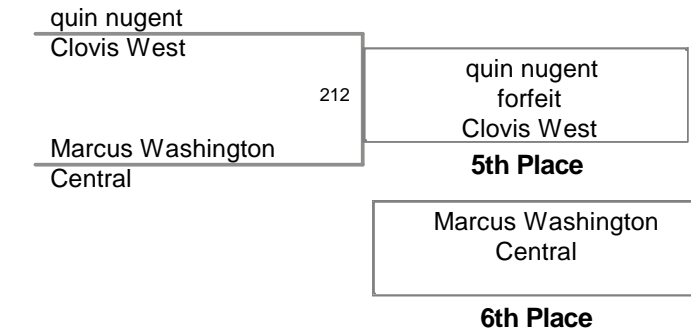 quin nugent
Clovis West
212
Marcus Washington
Central
quin nugent
forfeit
Clovis West
5th Place
Marcus Washington
Central
6th Place